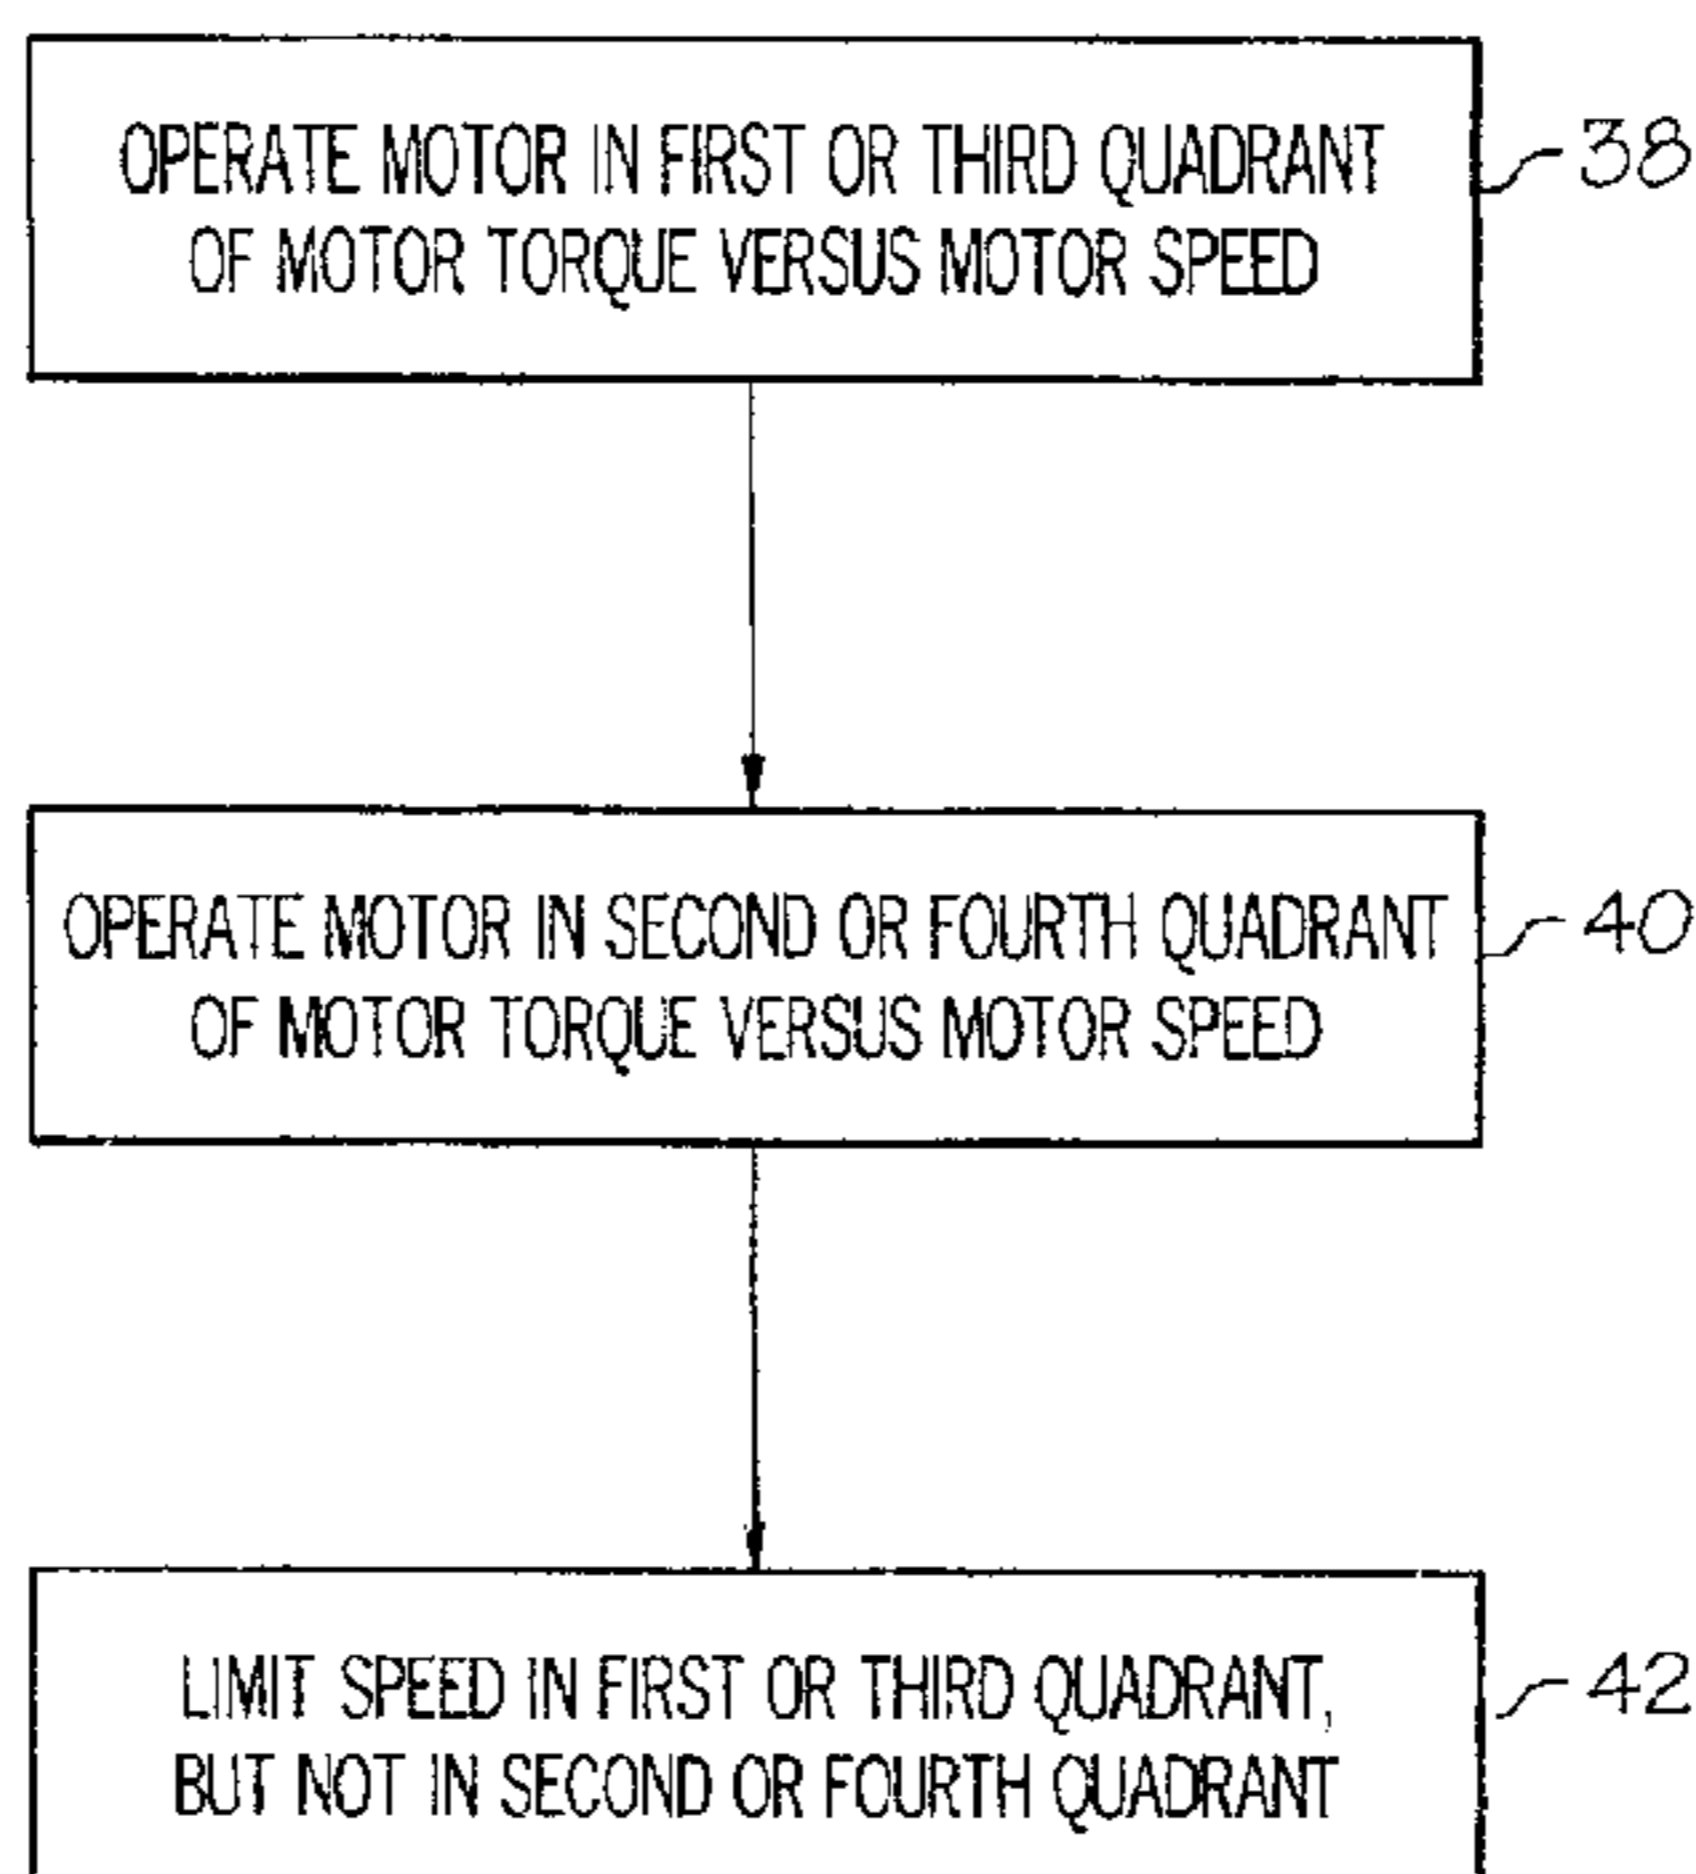 OPERATE MOTOR IN FIRST OR THIRD QUADRANT
OF MOTOR TORQUE VERSUS MOTOR SPEED
38
OPERATE MOTOR IN SECOND OR FOURTH QUADRANT
OF MOTOR TORQUE VERSUS MOTOR SPEED
40
LIMIT SPEED IN FIRST OR THIRD QUADRANT,
BUT NOT IN SECOND OR FOURTH QUADRANT
42